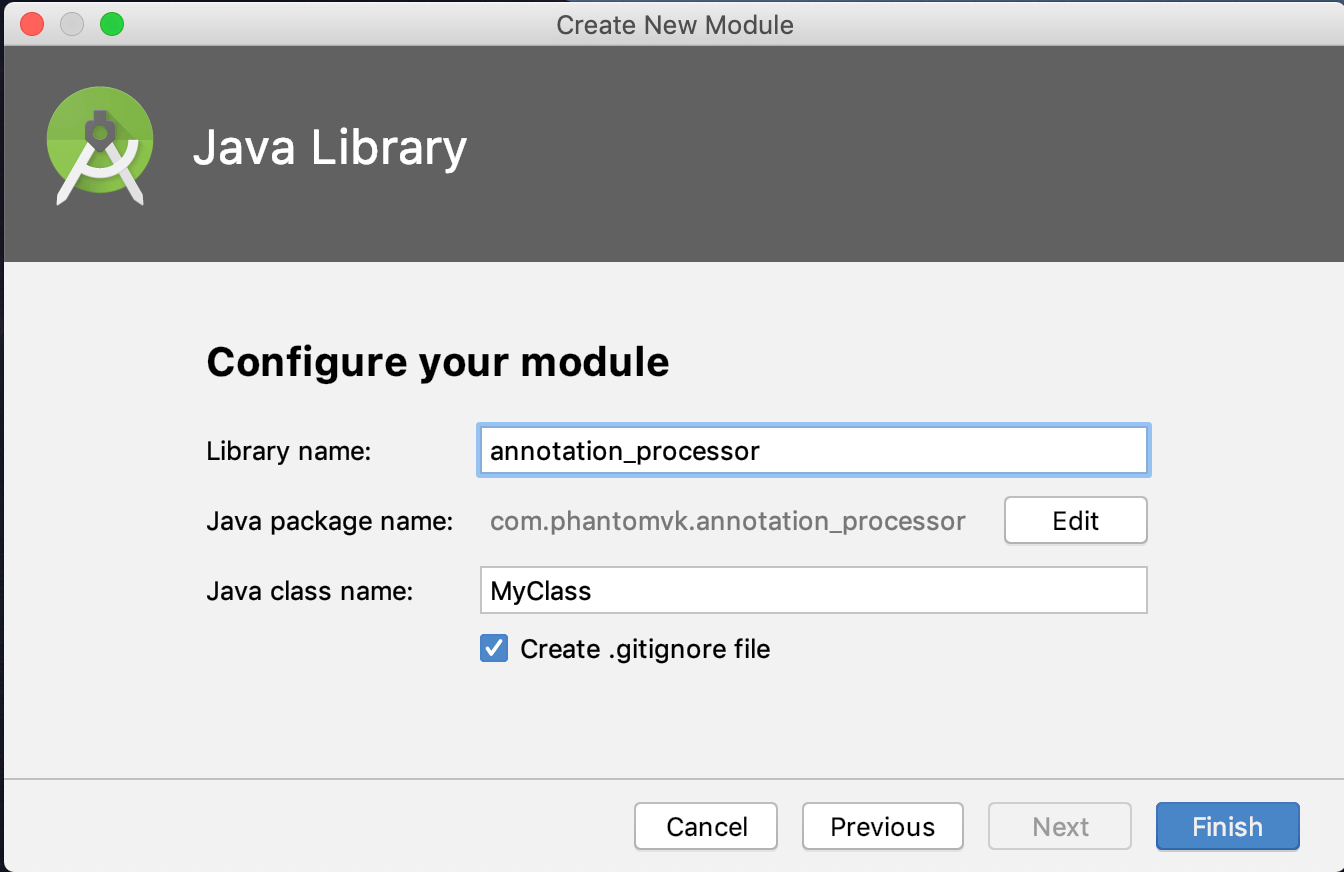 Create New Module
Java Library
Configure your module
Library name: annotation_processor
Java package name: com.phantomvk.annotation_processor Edit
Java class name: MyClass
Create .gitignore file
Cancel Previous Next Finish